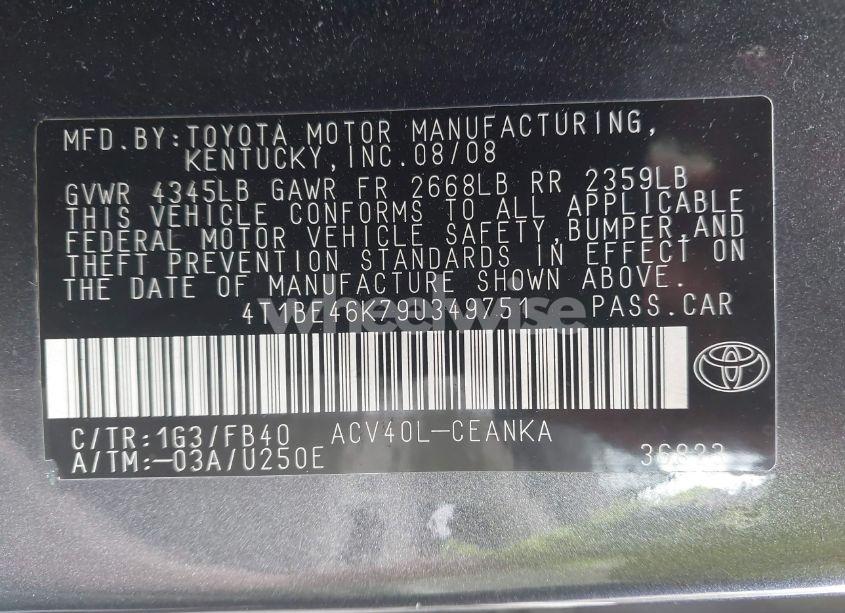 MFD.BY:TOYOTA MOTOR MANUFACTURING,
KENTUCKY,INC.08/08
GVWR 4345LB GAWR FR 2668LB RR 2359LB
THIS VEHICLE CONFORMS TO ALL APPLICABLE
FEDERAL MOTOR VEHICLE SAFETY,BUMPER,AND
THEFT PREVENTION STANDARDS IN EFFECT ON
THE DATE OF MANUFACTURE SHOWN ABOVE.
PASS.CAR
wheelwise
C/TR:1G3/FB40 ACV40L-CEANKA
A/TM:-03A/U250E